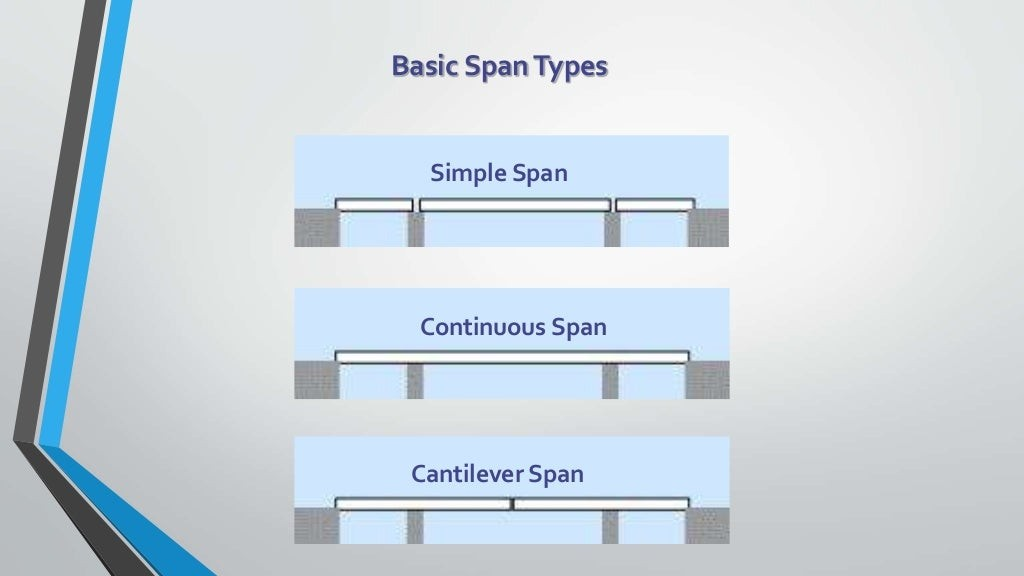 Basic Span Types
Simple Span
Continuous Span
Cantilever Span